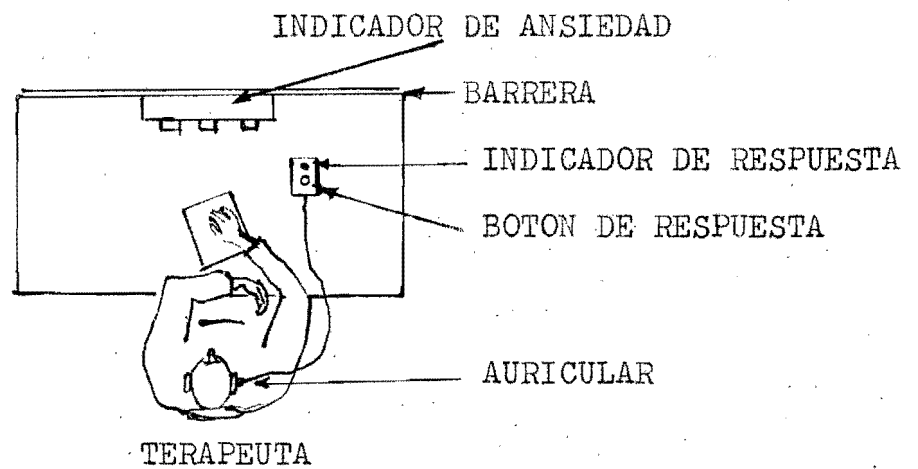 INDICADOR DE ANSIEDAD
BARRERA
INDICADOR DE RESPUESTA
BOTON DE RESPUESTA
AURICULAR
TERAPEUTA